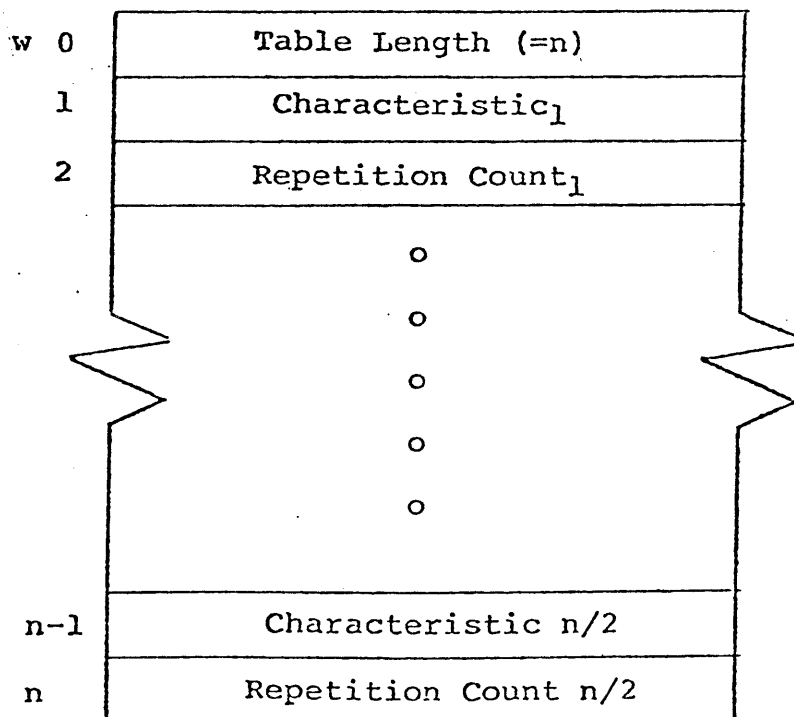 w 0 Table Length (=n)
1 Characteristic1
2 Repetition Count1
n-1 Characteristic n/2
n Repetition Count n/2